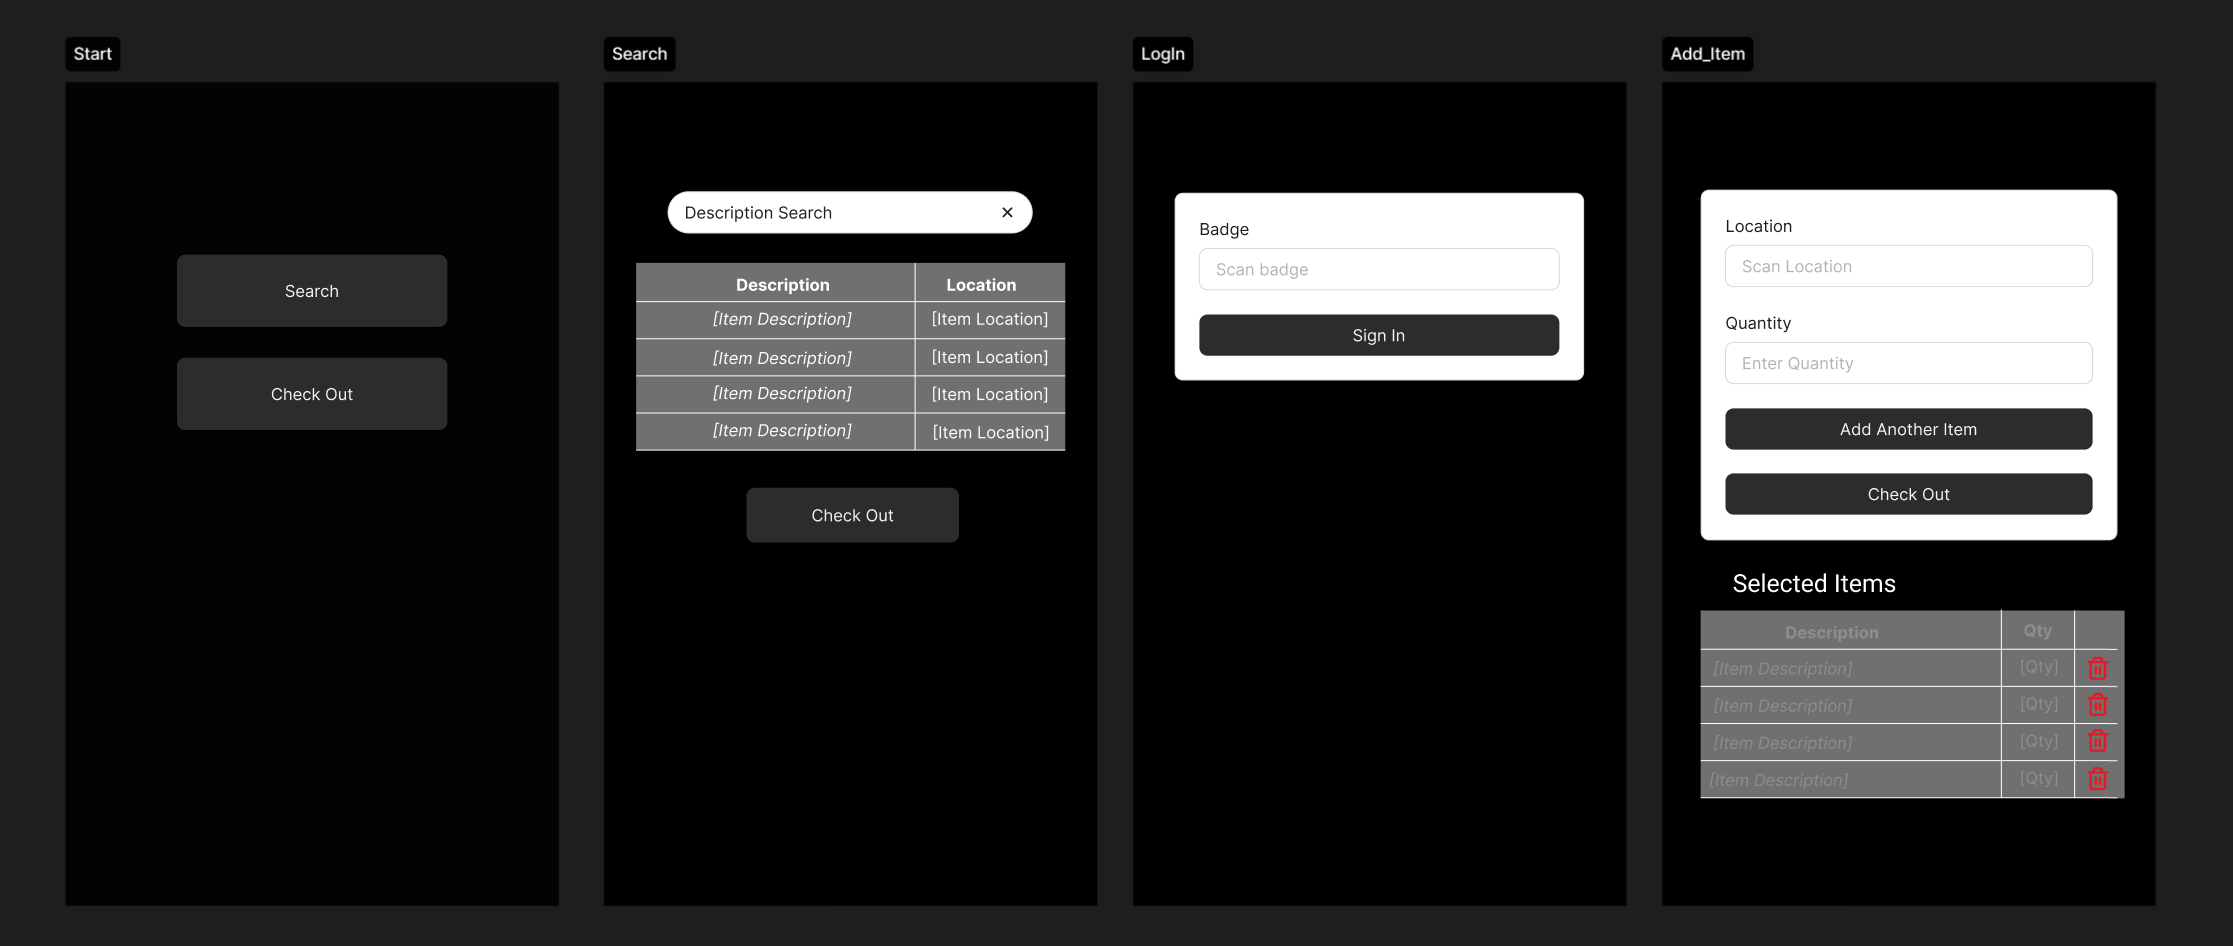 Start
Search
Check Out
Search
Description Search
Description Location
[Item Description] [Item Location]
[Item Description] [Item Location]
[Item Description] [Item Location]
[Item Description] [Item Location]
Check Out
LogIn
Badge
Scan badge
Sign In
Add_Item
Location
Scan Location
Quantity
Enter Quantity
Add Another Item
Check Out
Selected Items
Description Qty
[Item Description] [Qty]
[Item Description] [Qty]
[Item Description] [Qty]
[Item Description] [Qty]